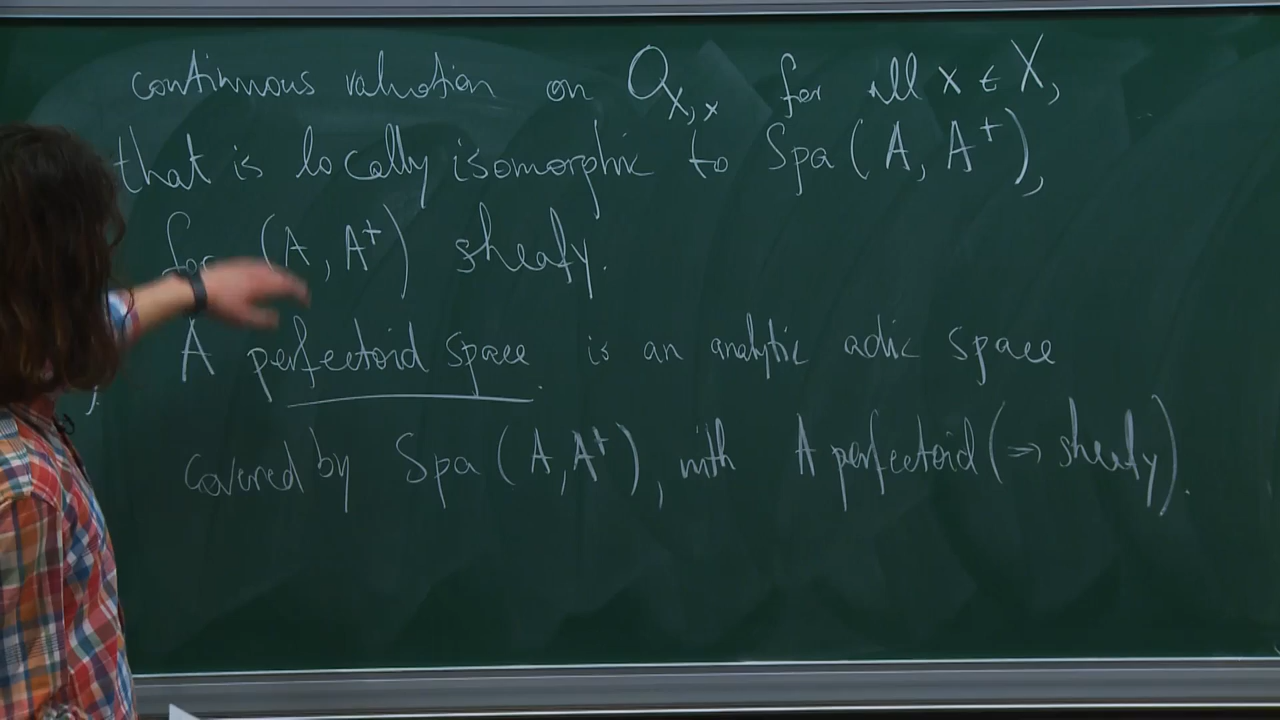 continuous valuation on O_{X,x} for all x ∈ X,
that is locally isomorphic to Spa(A, A⁺),
for (A, A⁺) sheafy.
A perfectoid space is an analytic adic space
covered by Spa(A, A⁺), with A perfectoid (⇒ sheafy).